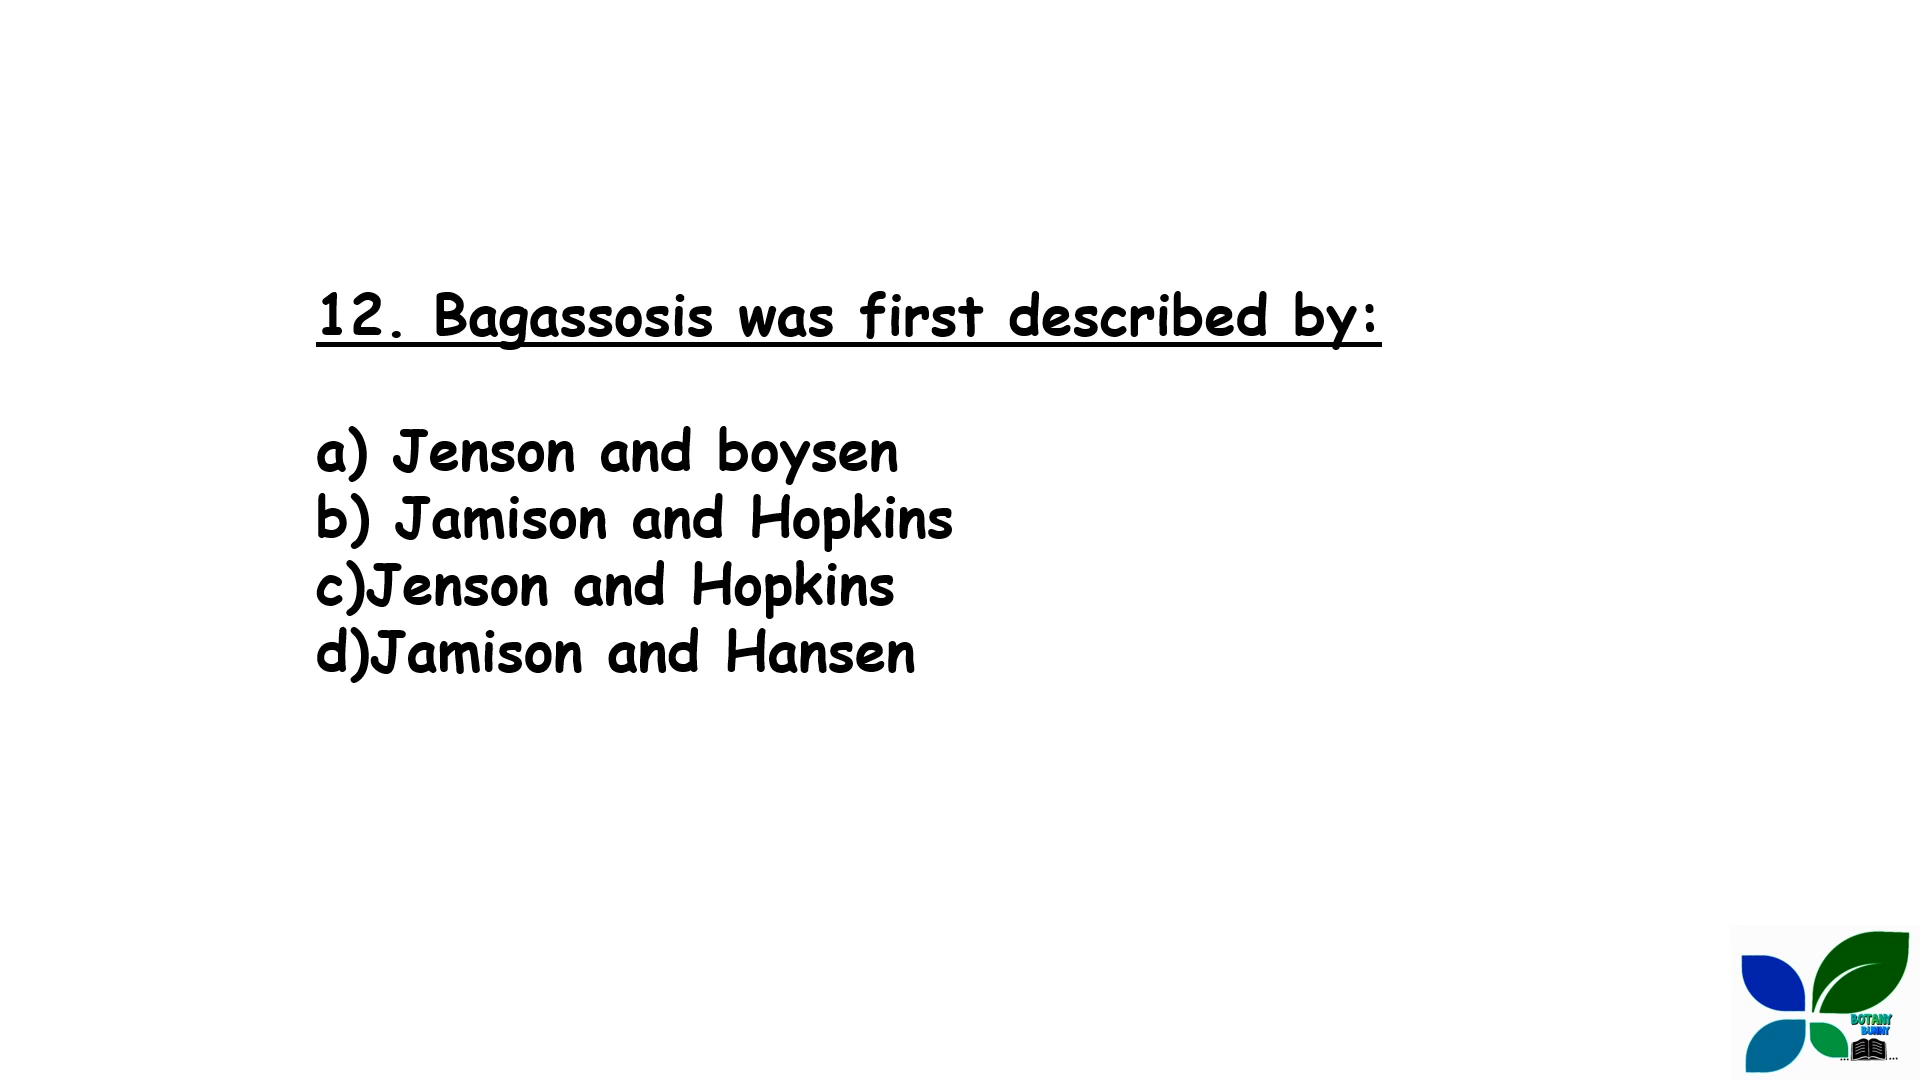 12. Bagassosis was first described by:
a) Jenson and boysen
b) Jamison and Hopkins
c)Jenson and Hopkins
d)Jamison and Hansen
BOTANY
BUNNY